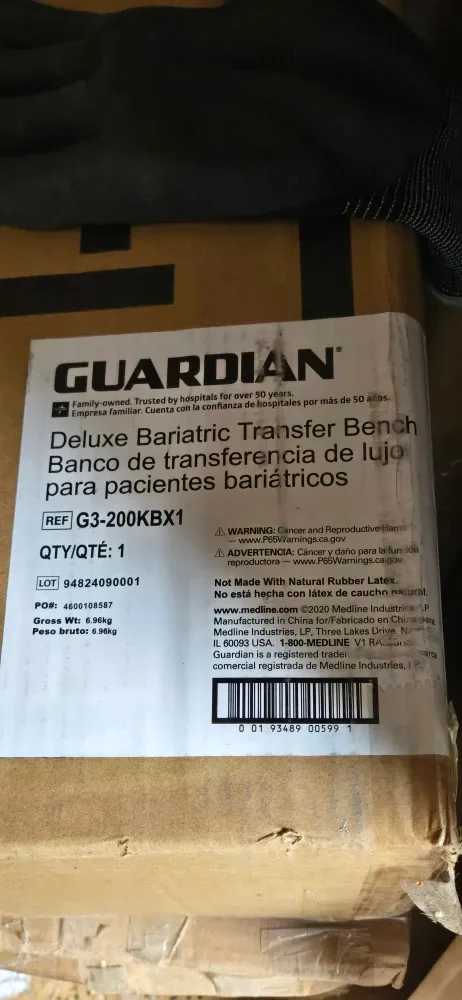 GUARDIAN®
Family-owned. Trusted by hospitals for over 50 years.
Empresa familiar. Cuenta con la confianza de hospitales por más de 50 años.
Deluxe Bariatric Transfer Bench
Banco de transferencia de lujo
para pacientes bariátricos
REF G3-200KBX1
QTY/QTÉ: 1
LOT 94824090001
PO#: 4600108587
Gross Wt: 6.96kg
Peso bruto: 6.96kg
⚠ WARNING: Cancer and Reproductive Harm
— www.P65Warnings.ca.gov.
⚠ ADVERTENCIA: Cáncer y daño para la función
reproductora — www.P65Warnings.ca.gov.
Not Made With Natural Rubber Latex.
No está hecha con látex de caucho natural.
www.medline.com ©2020 Medline Industries, LP
Manufactured in China for/Fabricado en China
Medline Industries, LP, Three Lakes Drive,
IL 60093 USA. 1-800-MEDLINE V1
Guardian is a registered
comercial registrada de Medline Industries,
0 01 93489 00599 1